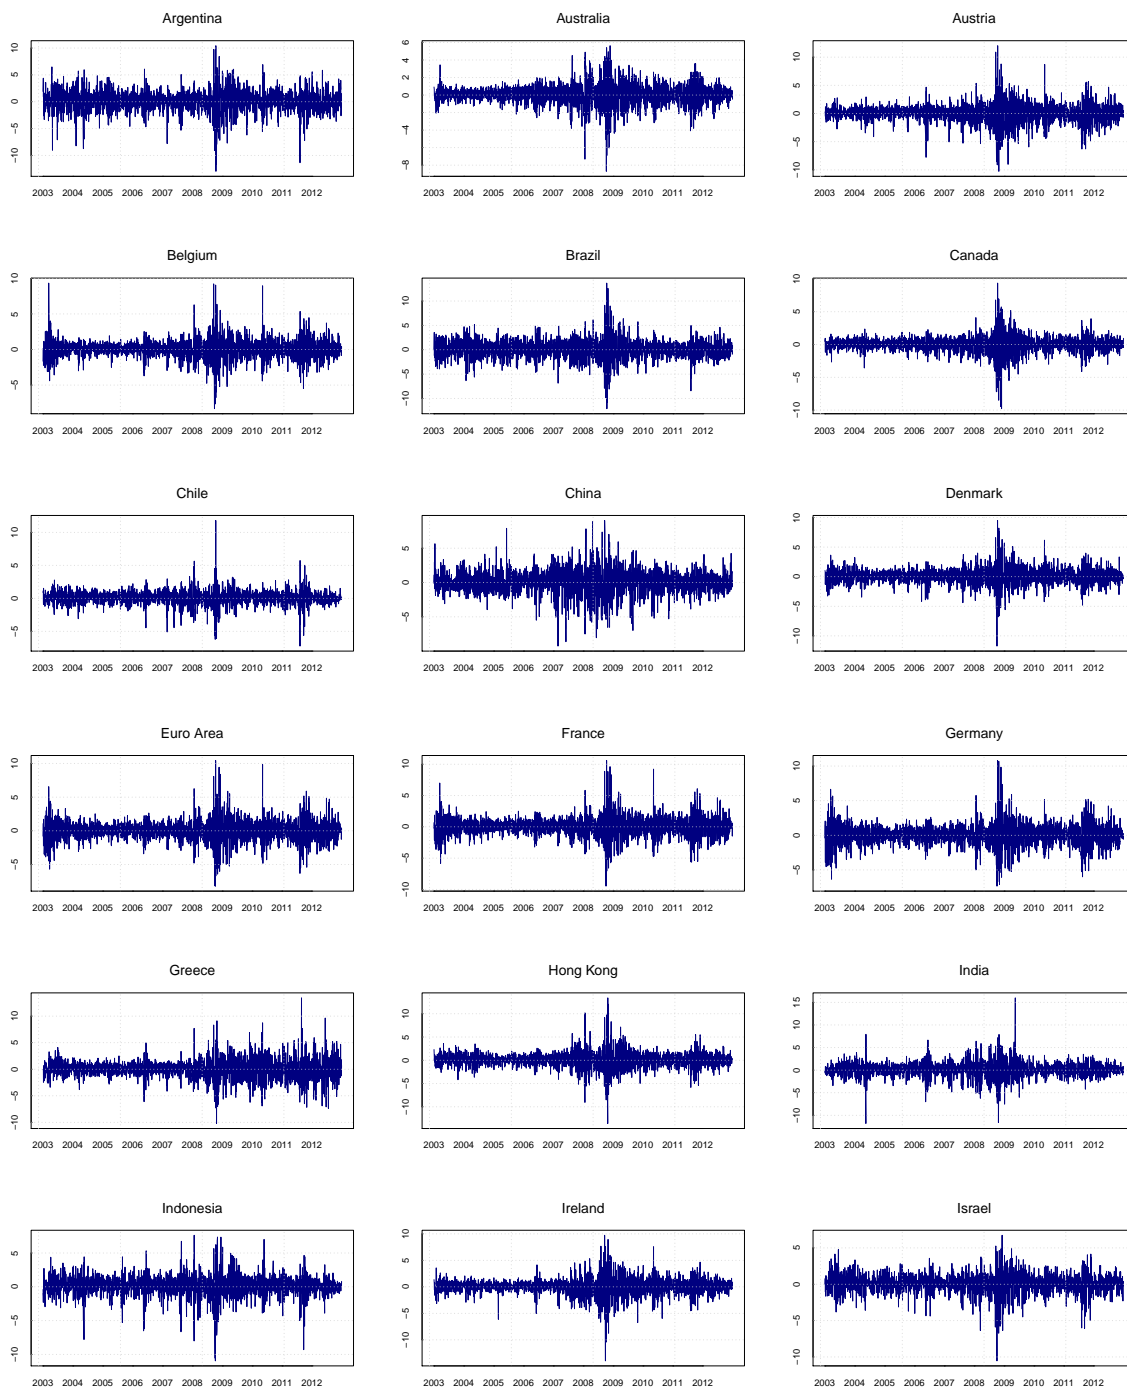 Argentina Australia Austria
10 5 0 −5 −10
6 4 2 0 −4 −8
10 5 0 −5 −10
2003 2004 2005 2006 2007 2008 2009 2010 2011 2012
2003 2004 2005 2006 2007 2008 2009 2010 2011 2012
2003 2004 2005 2006 2007 2008 2009 2010 2011 2012
Belgium Brazil Canada
10 5 0 −5
10 5 0 −5 −10
10 5 0 −5 −10
2003 2004 2005 2006 2007 2008 2009 2010 2011 2012
2003 2004 2005 2006 2007 2008 2009 2010 2011 2012
2003 2004 2005 2006 2007 2008 2009 2010 2011 2012
Chile China Denmark
10 5 0 −5
5 0 −5
10 5 0 −5 −10
2003 2004 2005 2006 2007 2008 2009 2010 2011 2012
2003 2004 2005 2006 2007 2008 2009 2010 2011 2012
2003 2004 2005 2006 2007 2008 2009 2010 2011 2012
Euro Area France Germany
10 5 0 −5
10 5 0 −5 −10
10 5 0 −5
2003 2004 2005 2006 2007 2008 2009 2010 2011 2012
2003 2004 2005 2006 2007 2008 2009 2010 2011 2012
2003 2004 2005 2006 2007 2008 2009 2010 2011 2012
Greece Hong Kong India
10 5 0 −5 −10
10 5 0 −5 −10
15 10 5 0 −5 −10
2003 2004 2005 2006 2007 2008 2009 2010 2011 2012
2003 2004 2005 2006 2007 2008 2009 2010 2011 2012
2003 2004 2005 2006 2007 2008 2009 2010 2011 2012
Indonesia Ireland Israel
5 0 −5 −10
10 5 0 −5 −10
5 0 −5 −10
2003 2004 2005 2006 2007 2008 2009 2010 2011 2012
2003 2004 2005 2006 2007 2008 2009 2010 2011 2012
2003 2004 2005 2006 2007 2008 2009 2010 2011 2012